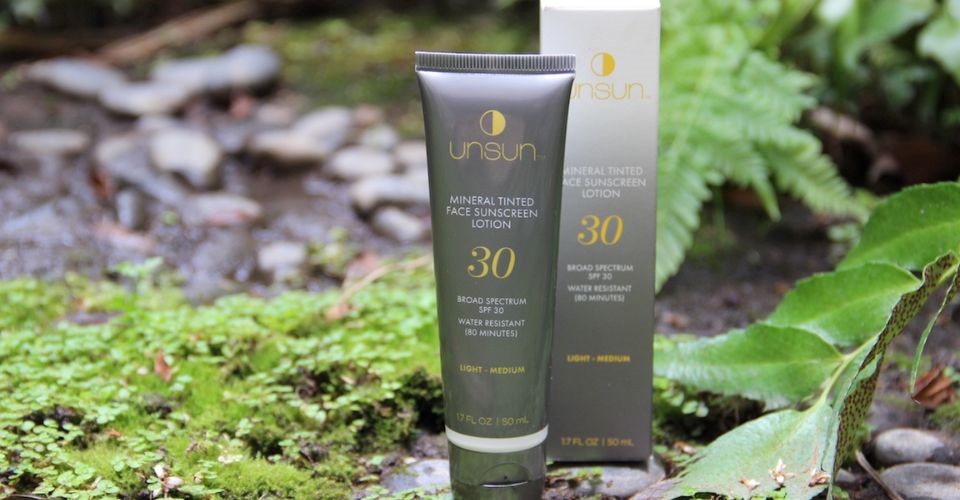 unsun™
MINERAL TINTED
FACE SUNSCREEN
LOTION
30
BROAD SPECTRUM
SPF 30
WATER RESISTANT
(80 MINUTES)
LIGHT - MEDIUM
1.7 FL OZ | 50 mL
unsun™
MINERAL TINTED
FACE SUNSCREEN
LOTION
30
BROAD SPECTRUM
SPF 30
WATER RESISTANT
(80 MINUTES)
LIGHT - MEDIUM
1.7 FL OZ | 50 mL